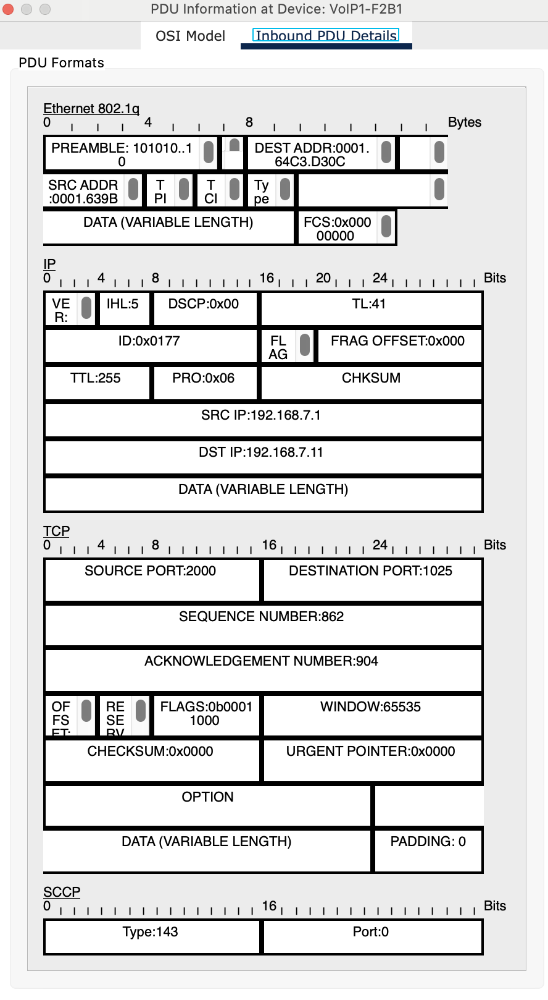 PDU Information at Device: VoIP1-F2B1
OSI Model
Inbound PDU Details
PDU Formats
Ethernet 802.1q
0 4 8 Bytes
PREAMBLE: 101010..1
0
DEST ADDR:0001.
64C3.D30C
SRC ADDR
:0001.639B
T
PI
T
CI
Ty
pe
DATA (VARIABLE LENGTH)
FCS:0x000
00000
IP
0 4 8 16 20 24 Bits
VE
R:
IHL:5
DSCP:0x00
TL:41
ID:0x0177
FL
AG
FRAG OFFSET:0x000
TTL:255
PRO:0x06
CHKSUM
SRC IP:192.168.7.1
DST IP:192.168.7.11
DATA (VARIABLE LENGTH)
TCP
0 4 8 16 24 Bits
SOURCE PORT:2000
DESTINATION PORT:1025
SEQUENCE NUMBER:862
ACKNOWLEDGEMENT NUMBER:904
OF
FS
ET:
RE
SE
RV
FLAGS:0b0001
1000
WINDOW:65535
CHECKSUM:0x0000
URGENT POINTER:0x0000
OPTION
DATA (VARIABLE LENGTH)
PADDING: 0
SCCP
0 16 Bits
Type:143
Port:0